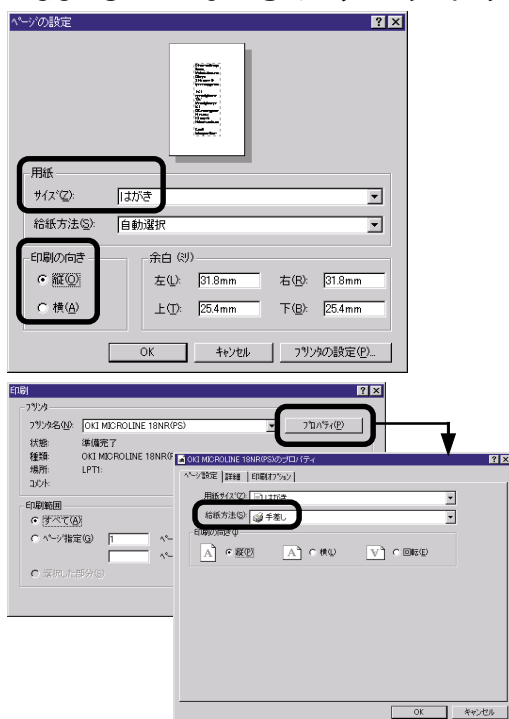 ページの設定
用紙
サイズ(Z): はがき
給紙方法(S): 自動選択
印刷の向き
縦(O)
横(A)
余白 (ミリ)
左(L): 31.8mm 右(R): 31.8mm
上(T): 25.4mm 下(B): 25.4mm
OK キャンセル プリンタの設定(P)...
印刷
プリンタ
プリンタ名(N): OKI MICROLINE 18NR(PS) プロパティ(P)
状態: 準備完了
種類: OKI MICROLINE 18NR(P
場所: LPT1:
コメント:
印刷範囲
すべて(A)
ページ指定(G) 1 ペー
ペー
選択した部分(S)
OKI MICROLINE 18NR(PS)のプロパティ
ページ設定 詳細 印刷オプション
用紙サイズ(Z): はがき
給紙方法(S): 手差し
印刷の向き(I)
縦(P) 横(L) 回転(E)
OK キャンセル